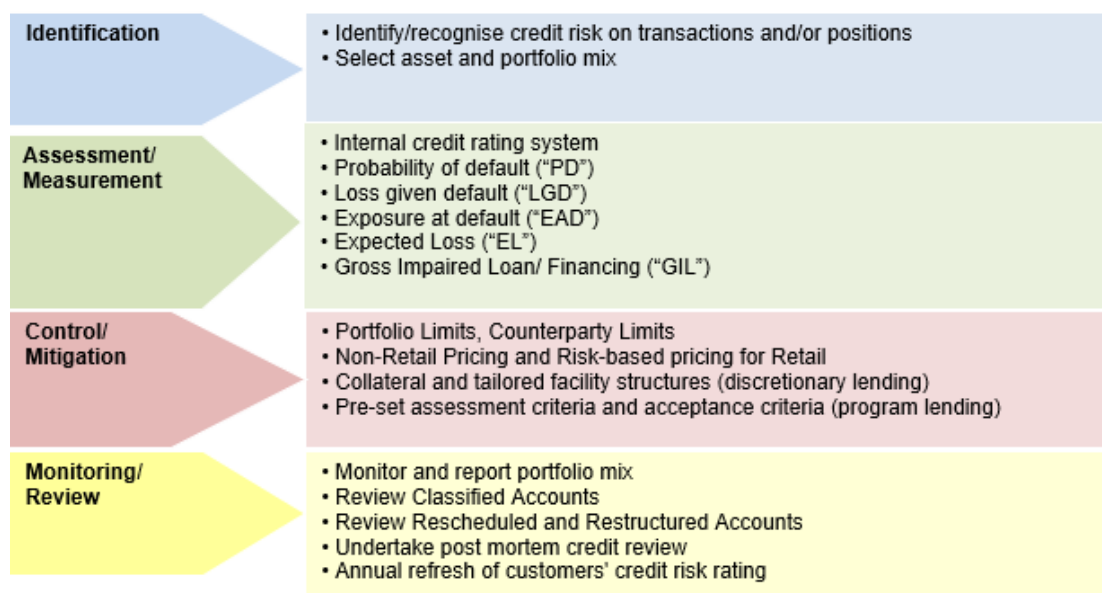 Identification
• Identify/recognise credit risk on transactions and/or positions
• Select asset and portfolio mix
Assessment/
Measurement
• Internal credit rating system
• Probability of default (“PD”)
• Loss given default (“LGD”)
• Exposure at default (“EAD”)
• Expected Loss (“EL”)
• Gross Impaired Loan/ Financing (“GIL”)
Control/
Mitigation
• Portfolio Limits, Counterparty Limits
• Non-Retail Pricing and Risk-based pricing for Retail
• Collateral and tailored facility structures (discretionary lending)
• Pre-set assessment criteria and acceptance criteria (program lending)
Monitoring/
Review
• Monitor and report portfolio mix
• Review Classified Accounts
• Review Rescheduled and Restructured Accounts
• Undertake post mortem credit review
• Annual refresh of customers' credit risk rating